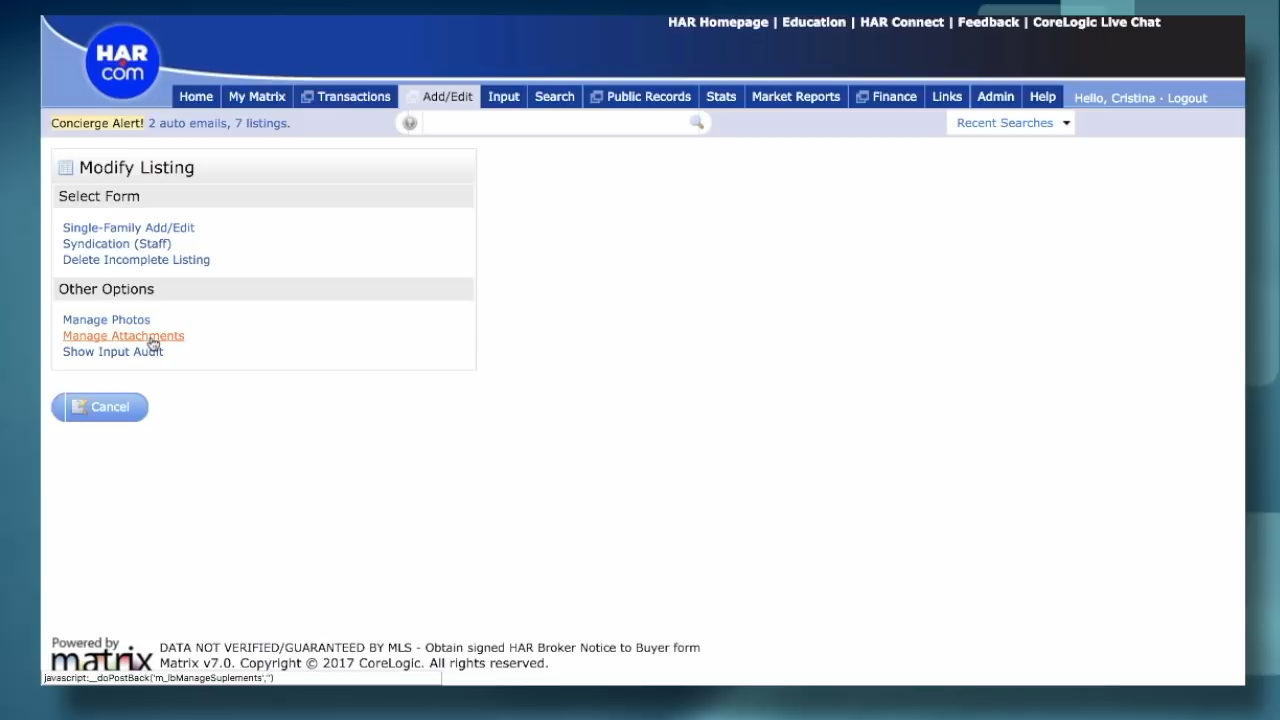 HAR Homepage | Education | HAR Connect | Feedback | CoreLogic Live Chat
HAR
com
Home My Matrix Transactions Add/Edit Input Search Public Records Stats Market Reports Finance Links Admin Help Hello, Cristina · Logout
Concierge Alert! 2 auto emails, 7 listings. Recent Searches
Modify Listing
Select Form
Single-Family Add/Edit
Syndication (Staff)
Delete Incomplete Listing
Other Options
Manage Photos
Manage Attachments
Show Input Audit
Cancel
Powered by
matrix
DATA NOT VERIFIED/GUARANTEED BY MLS - Obtain signed HAR Broker Notice to Buyer form
Matrix v7.0. Copyright © 2017 CoreLogic. All rights reserved.
javascript:__doPostBack('m_lbManageSuplements','')